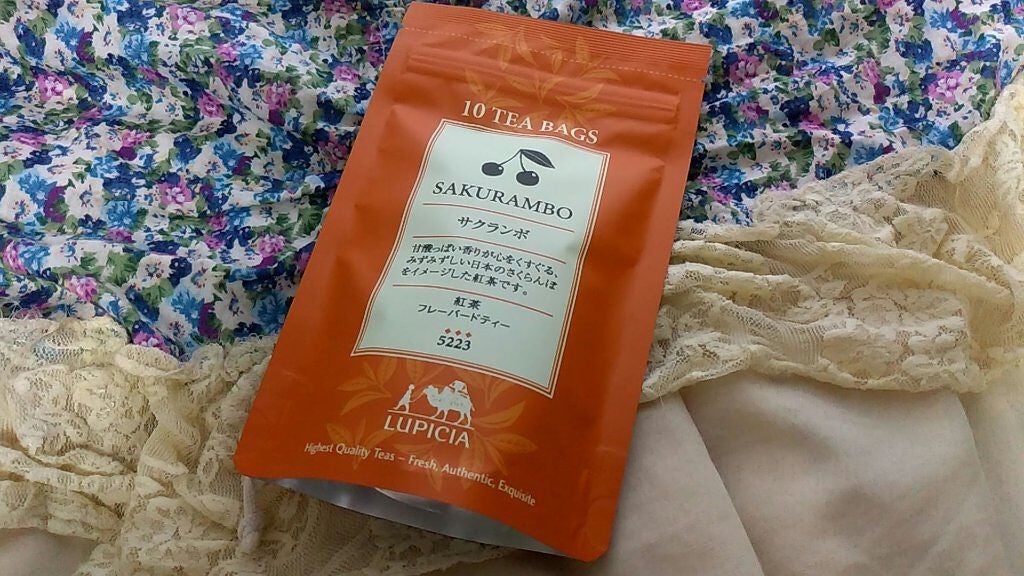 10 TEA BAGS
SAKURAMBO
サクランボ
甘酸っぱい香りが心をくすぐる、
みずみずしい日本のさくらんぼ
をイメージした紅茶です。
紅茶
フレーバードティー
5223
LUPICIA
Highest Quality Teas – Fresh, Authentic, Exquisite